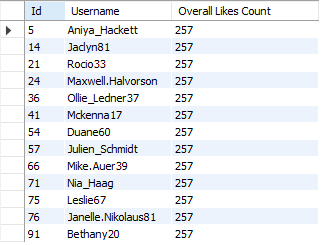 Id Username Overall Likes Count
5 Aniya_Hackett 257
14 Jaclyn81 257
21 Rocio33 257
24 Maxwell.Halvorson 257
36 Ollie_Ledner37 257
41 Mckenna17 257
54 Duane60 257
57 Julien_Schmidt 257
66 Mike.Auer39 257
71 Nia_Haag 257
75 Leslie67 257
76 Janelle.Nikolaus81 257
91 Bethany20 257